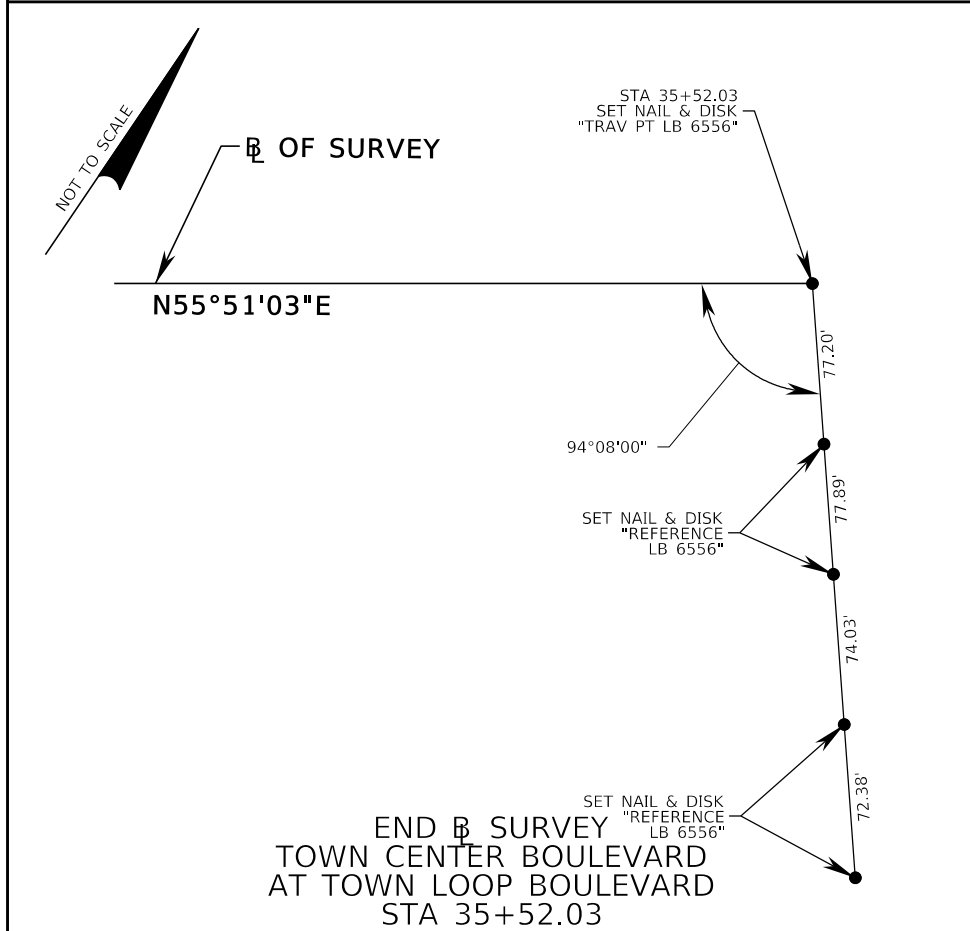 STA 35+52.03
SET NAIL & DISK
"TRAV PT LB 6556"
NOT TO SCALE
BL OF SURVEY
N55°51'03"E
77.20'
94°08'00"
77.89'
SET NAIL & DISK
"REFERENCE
LB 6556"
74.03'
72.38'
SET NAIL & DISK
"REFERENCE
LB 6556"
END BL SURVEY
TOWN CENTER BOULEVARD
AT TOWN LOOP BOULEVARD
STA 35+52.03